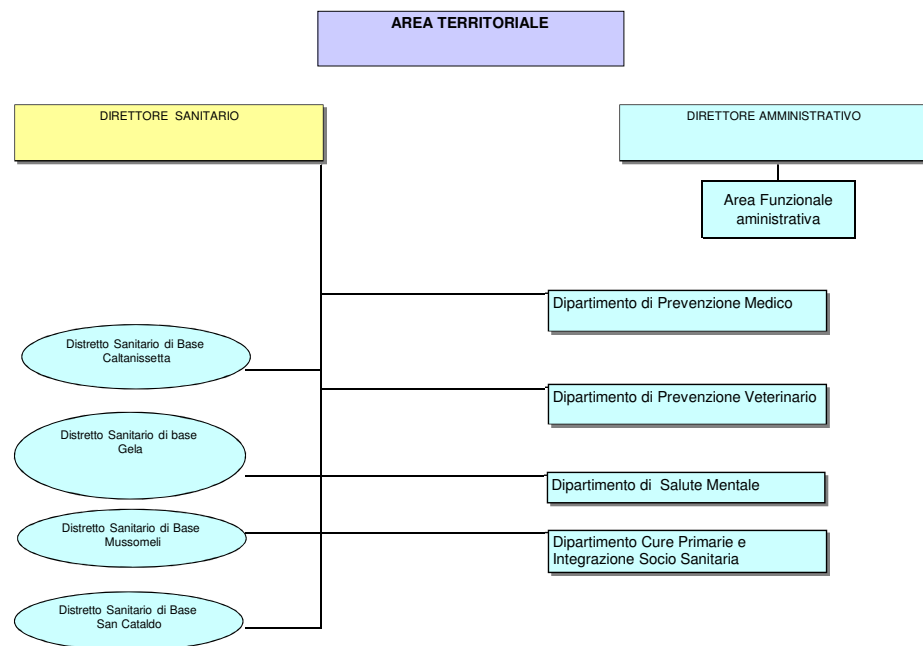 AREA TERRITORIALE
DIRETTORE SANITARIO
DIRETTORE AMMINISTRATIVO
Area Funzionale
aministrativa
Dipartimento di Prevenzione Medico
Distretto Sanitario di Base
Caltanissetta
Dipartimento di Prevenzione Veterinario
Distretto Sanitario di base
Gela
Dipartimento di Salute Mentale
Distretto Sanitario di Base
Mussomeli
Dipartimento Cure Primarie e
Integrazione Socio Sanitaria
Distretto Sanitario di Base
San Cataldo